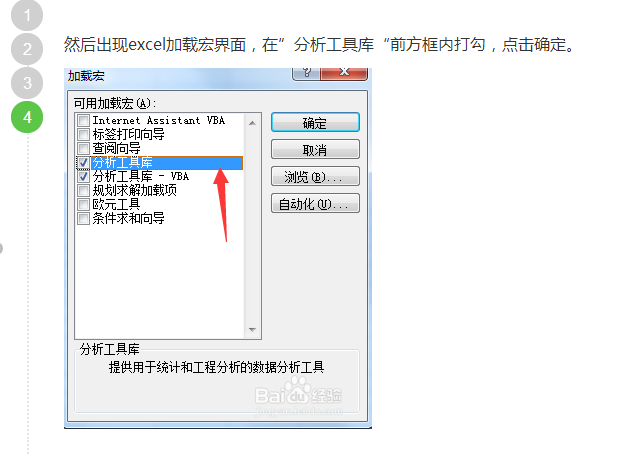 1
2
然后出现excel加载宏界面，在”分析工具库“前方框内打勾，点击确定。
3
4
加载宏
?
x
可用加载宏(A):
Internet Assistant VBA
标签打印向导
查阅向导
分析工具库
分析工具库 - VBA
规划求解加载项
欧元工具
条件求和向导
确定
取消
浏览(B)...
自动化(U)...
分析工具库
提供用于统计和工程分析的数据分析工具
Baidu经验
jingyan.baidu.com